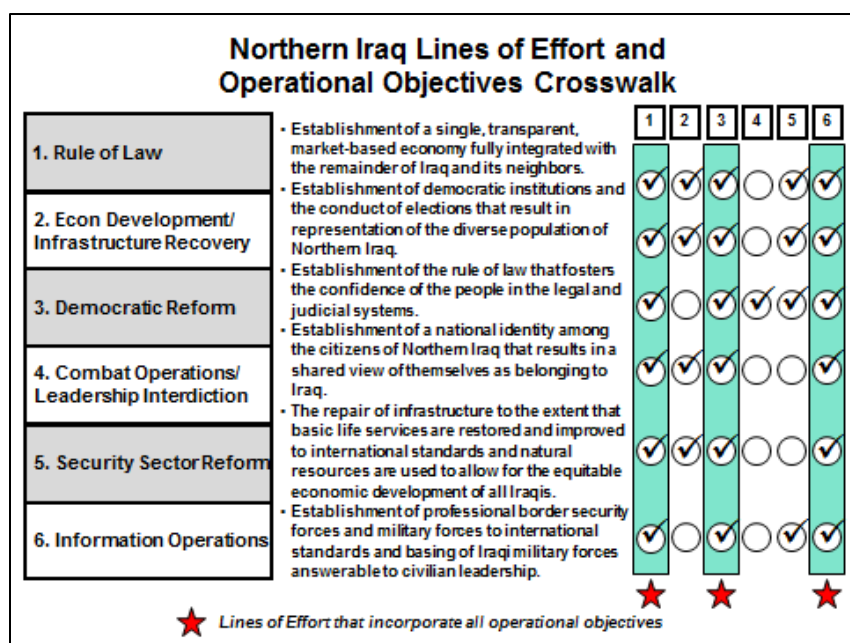 Northern Iraq Lines of Effort and
Operational Objectives Crosswalk
1. Rule of Law
2. Econ Development/
Infrastructure Recovery
3. Democratic Reform
4. Combat Operations/
Leadership Interdiction
5. Security Sector Reform
6. Information Operations
• Establishment of a single, transparent,
market-based economy fully integrated with
the remainder of Iraq and its neighbors.
• Establishment of democratic institutions and
the conduct of elections that result in
representation of the diverse population of
Northern Iraq.
• Establishment of the rule of law that fosters
the confidence of the people in the legal and
judicial systems.
• Establishment of a national identity among
the citizens of Northern Iraq that results in a
shared view of themselves as belonging to
Iraq.
• The repair of infrastructure to the extent that
basic life services are restored and improved
to international standards and natural
resources are used to allow for the equitable
economic development of all Iraqis.
• Establishment of professional border security
forces and military forces to international
standards and basing of Iraqi military forces
answerable to civilian leadership.
1 2 3 4 5 6
Lines of Effort that incorporate all operational objectives